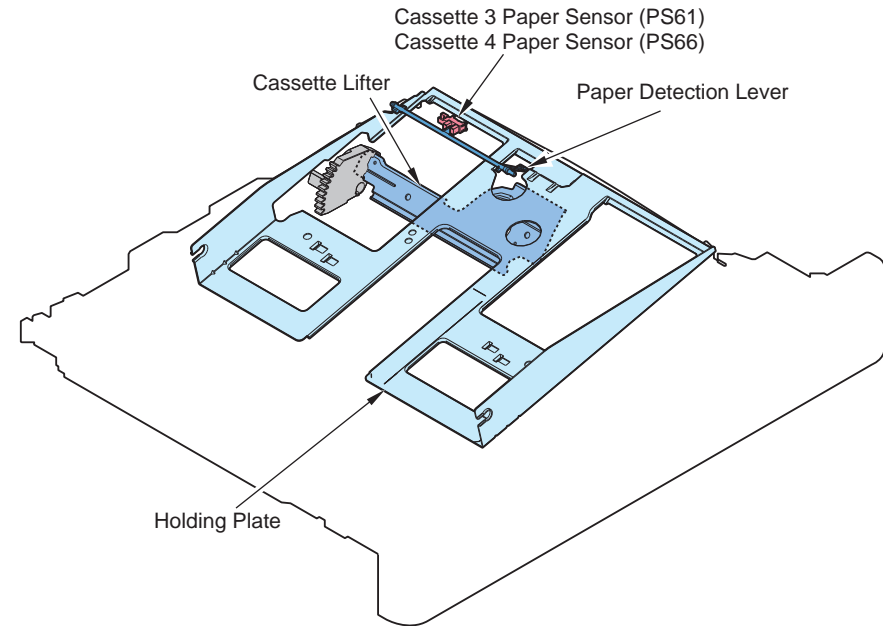 Cassette 3 Paper Sensor (PS61)
Cassette 4 Paper Sensor (PS66)
Cassette Lifter
Paper Detection Lever
Holding Plate